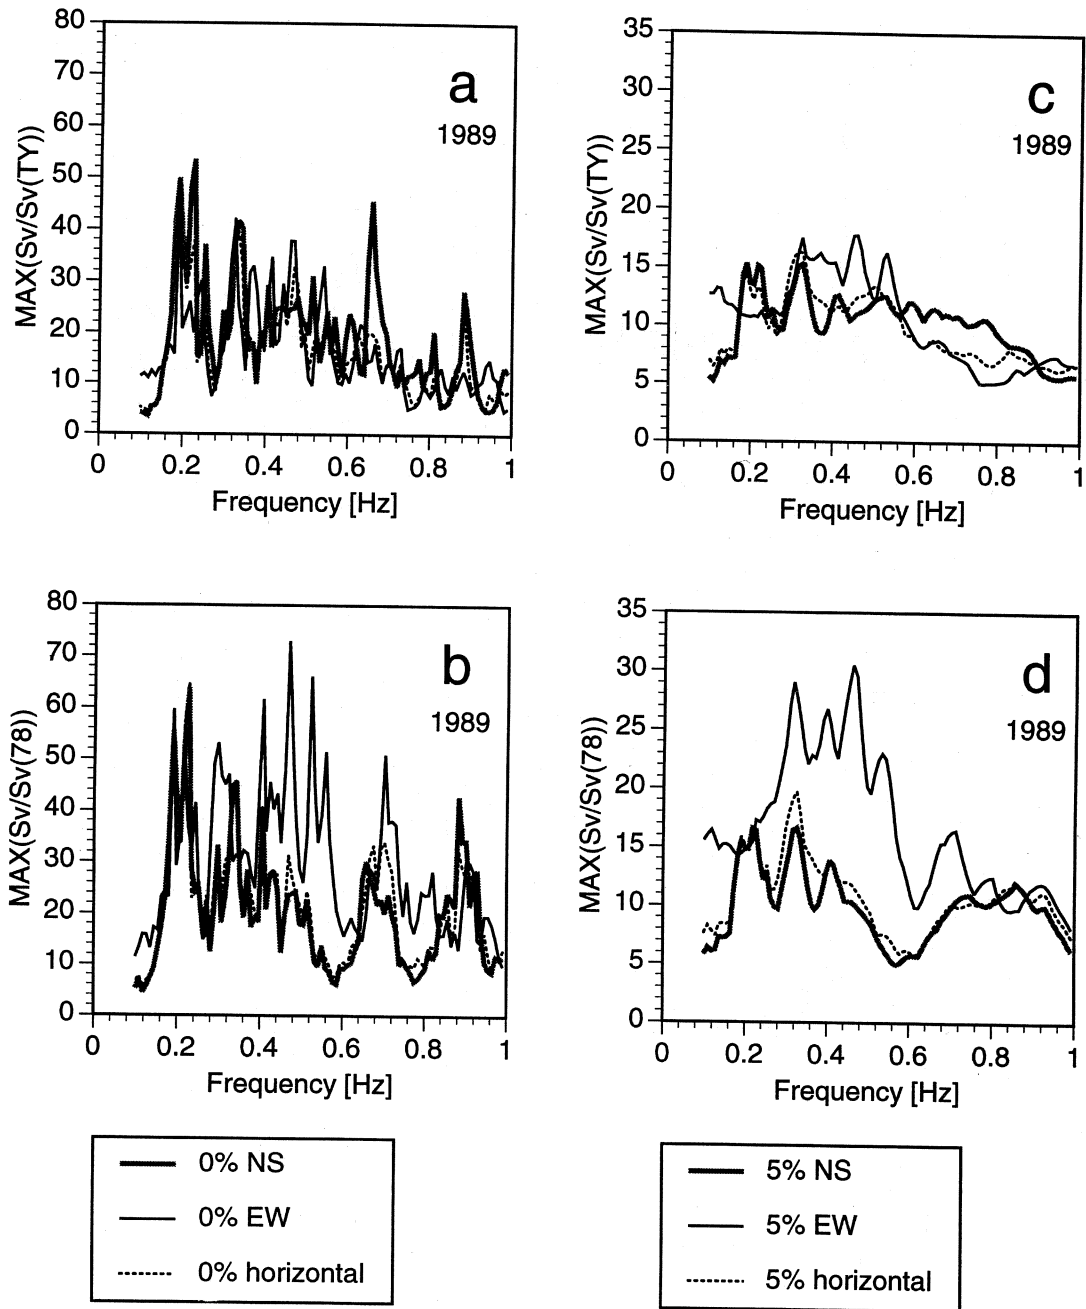 80
70
60
50
40
30
20
10
0
MAX(Sv/Sv(TY))
a
1989
0 0.2 0.4 0.6 0.8 1
Frequency [Hz]
35
30
25
20
15
10
5
0
MAX(Sv/Sv(TY))
c
1989
0 0.2 0.4 0.6 0.8 1
Frequency [Hz]
80
70
60
50
40
30
20
10
0
MAX(Sv/Sv(78))
b
1989
0 0.2 0.4 0.6 0.8 1
Frequency [Hz]
35
30
25
20
15
10
5
0
MAX(Sv/Sv(78))
d
1989
0 0.2 0.4 0.6 0.8 1
Frequency [Hz]
0% NS
0% EW
0% horizontal
5% NS
5% EW
5% horizontal